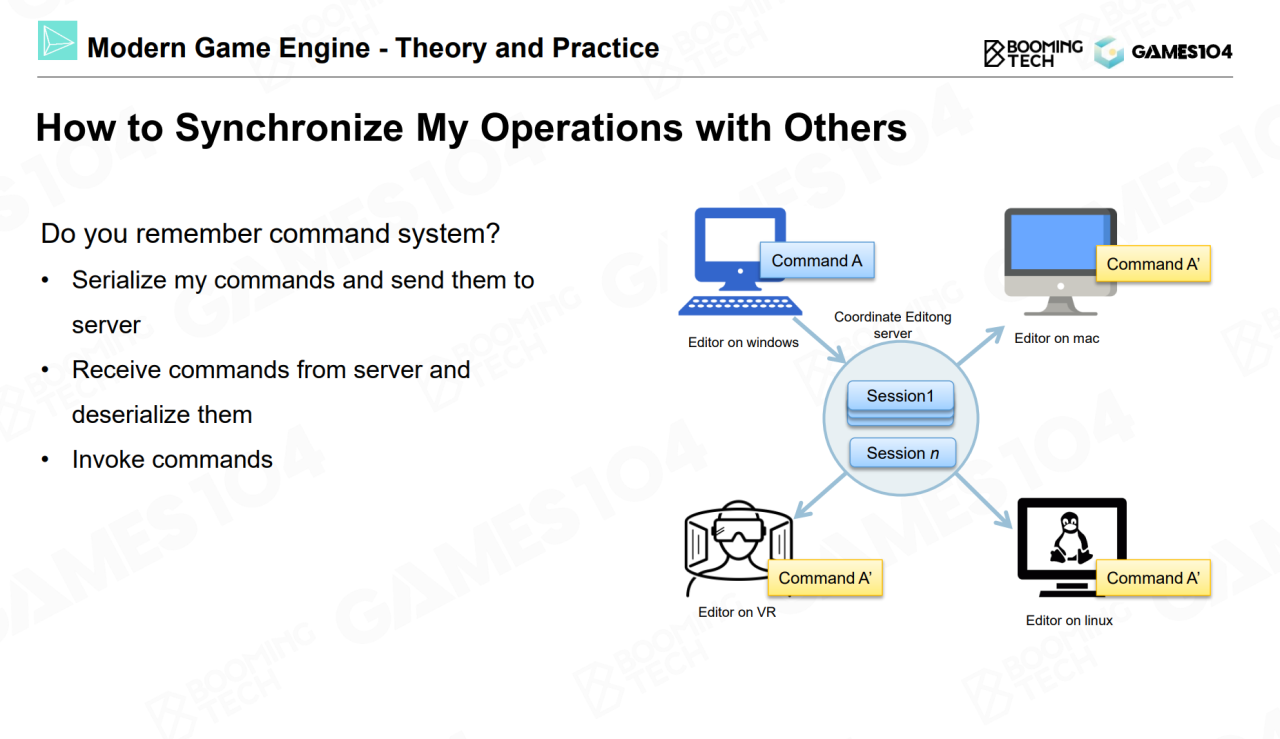 Modern Game Engine - Theory and Practice
BOOMING
TECH
GAMES104
How to Synchronize My Operations with Others
Do you remember command system?
• Serialize my commands and send them to
server
• Receive commands from server and
deserialize them
• Invoke commands
Command A
Editor on windows
Coordinate Editong
server
Command A’
Editor on mac
Session1
Session n
Command A’
Editor on VR
Command A’
Editor on linux